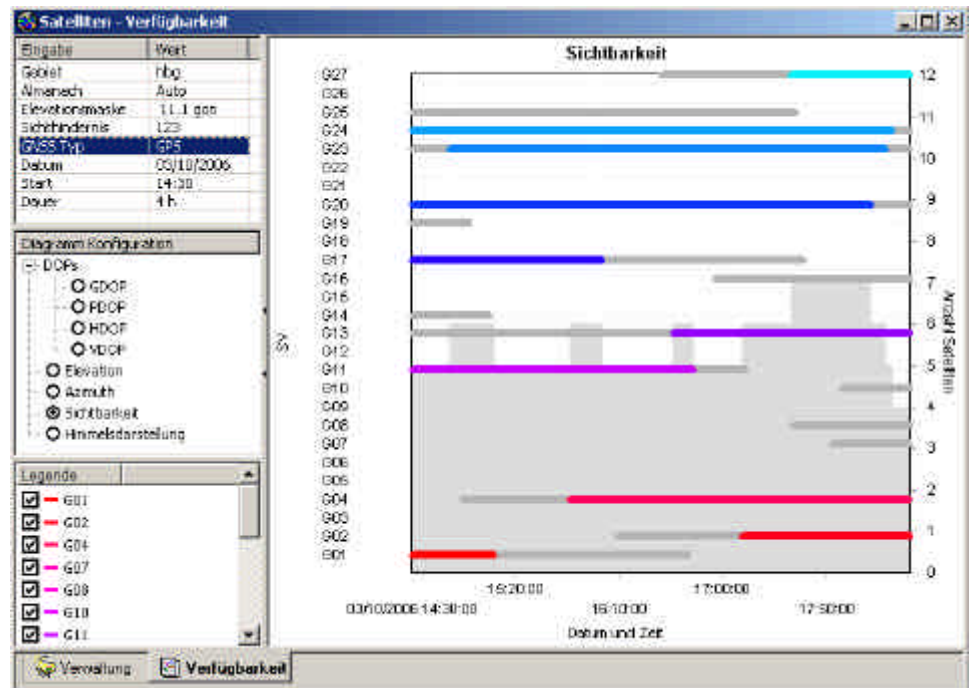 Satelliten - Verfügbarkeit
Eingabe Wert
Gebiet hbg
Almanach Auto
Elevationsmaske 11.1 gon
Sichthindernis 123
GNSS Typ GPS
Datum 03/10/2006
Start 14:30
Dauer 4 h
Diagramm Konfiguration
DOPs
GDOP
PDOP
HDOP
VDOP
Elevation
Azimuth
Sichtbarkeit
Himmelsdarstellung
Legende
G01
G02
G04
G07
G08
G10
G11
Sichtbarkeit
G27
G26
G25
G24
G23
G22
G21
G20
G19
G18
G17
G16
G15
G14
G13
G12
G11
G10
G09
G08
G07
G06
G05
G04
G03
G02
G01
SV
12
11
10
9
8
7
6
5
4
3
2
1
0
Anzahl Satelliten
15:20:00 17:00:00
03/10/2006 14:30:00 16:10:00 17:50:00
Datum und Zeit
Verwaltung Verfügbarkeit